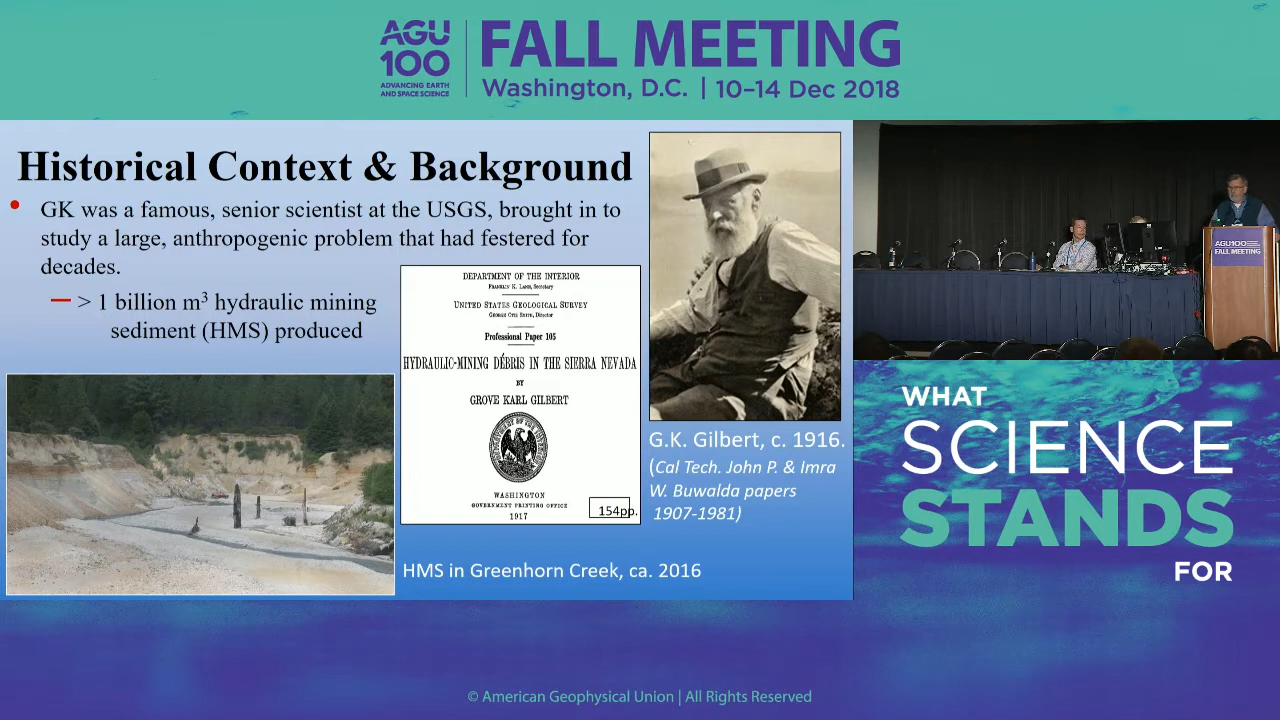 AGU
100
ADVANCING EARTH
AND SPACE SCIENCE
FALL MEETING
Washington, D.C. | 10–14 Dec 2018
Historical Context & Background
• GK was a famous, senior scientist at the USGS, brought in to
study a large, anthropogenic problem that had festered for
decades.
— > 1 billion m³ hydraulic mining
sediment (HMS) produced
DEPARTMENT OF THE INTERIOR
FRANKLIN K. LANE, Secretary
UNITED STATES GEOLOGICAL SURVEY
GEORGE OTIS SMITH, Director
Professional Paper 105
HYDRAULIC-MINING DÉBRIS IN THE SIERRA NEVADA
BY
GROVE KARL GILBERT
WASHINGTON
GOVERNMENT PRINTING OFFICE
1917
154pp.
G.K. Gilbert, c. 1916.
(Cal Tech. John P. & Imra
W. Buwalda papers
1907-1981)
HMS in Greenhorn Creek, ca. 2016
AGU100
FALL MEETING
WHAT
SCIENCE
STANDS
FOR
© American Geophysical Union | All Rights Reserved